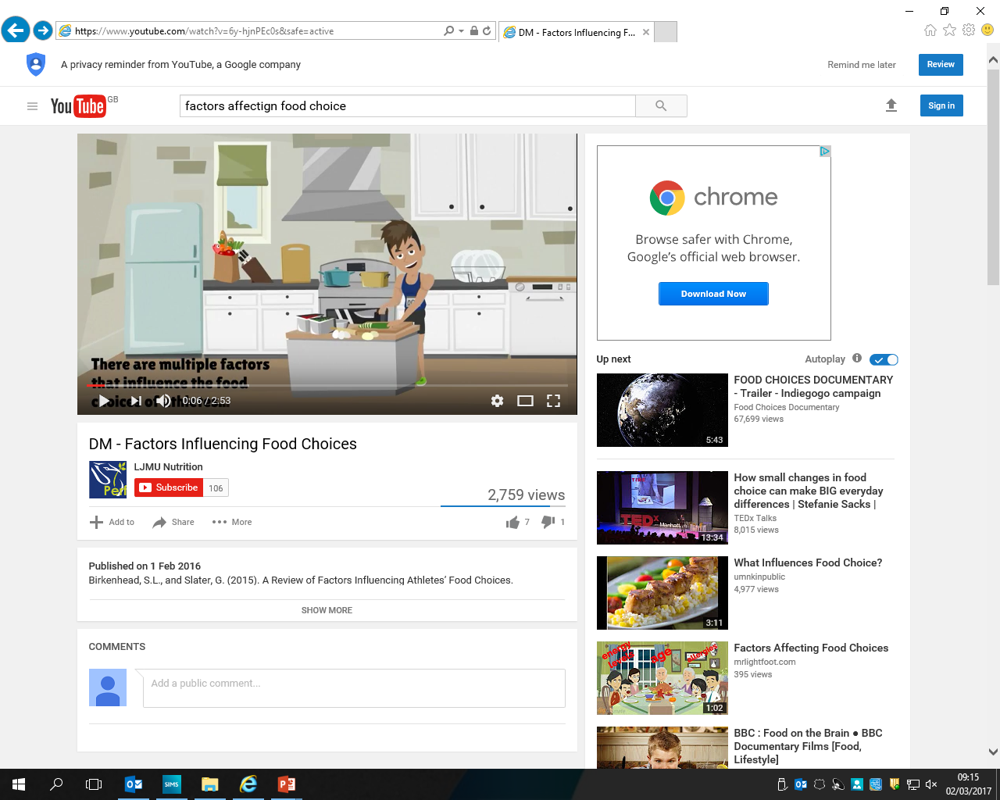 https://www.youtube.com/watch?v=6y-hjnPEc0s&safe=active
DM - Factors Influencing F...
A privacy reminder from YouTube, a Google company
Remind me later
Review
YouTube GB
factors affectign food choice
Sign in
There are multiple factors
that influence the food
choices of
0:06 / 2:53
DM - Factors Influencing Food Choices
LJMU Nutrition
Perf
Subscribe
106
2,759 views
Add to
Share
More
7
1
Published on 1 Feb 2016
Birkenhead, S.L., and Slater, G. (2015). A Review of Factors Influencing Athletes' Food Choices.
SHOW MORE
COMMENTS
Add a public comment...
chrome
Browse safer with Chrome,
Google's official web browser.
Download Now
Up next
Autoplay
FOOD CHOICES DOCUMENTARY
- Trailer - Indiegogo campaign
Food Choices Documentary
67,699 views
5:43
How small changes in food
choice can make BIG everyday
differences | Stefanie Sacks |
TEDx Talks
8,015 views
TEDx
13:34
What Influences Food Choice?
umnkinpublic
4,977 views
3:11
Factors Affecting Food Choices
mrlightfoot.com
395 views
energy
levels
age
allergies
1:02
BBC : Food on the Brain ● BBC
Documentary Films [Food,
Lifestyle]
SIMS
09:15
02/03/2017